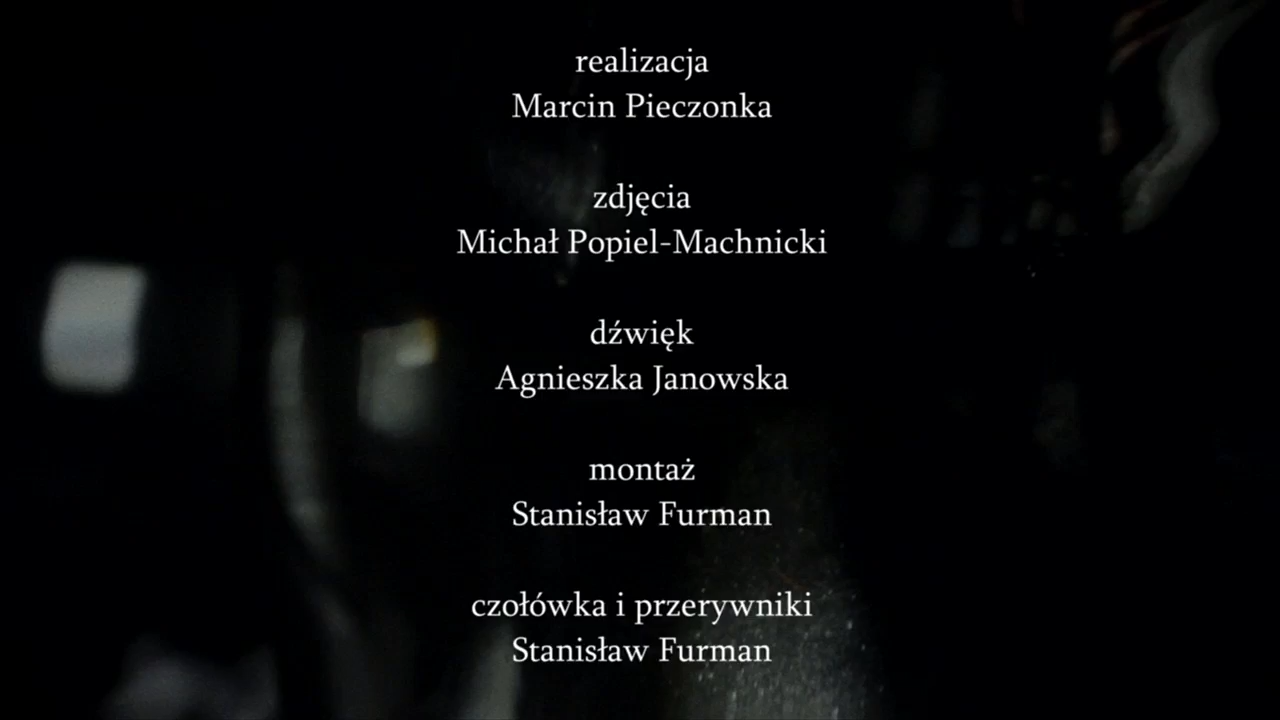 realizacja
Marcin Pieczonka
zdjęcia
Michał Popiel-Machnicki
dźwięk
Agnieszka Janowska
montaż
Stanisław Furman
czołówka i przerywniki
Stanisław Furman